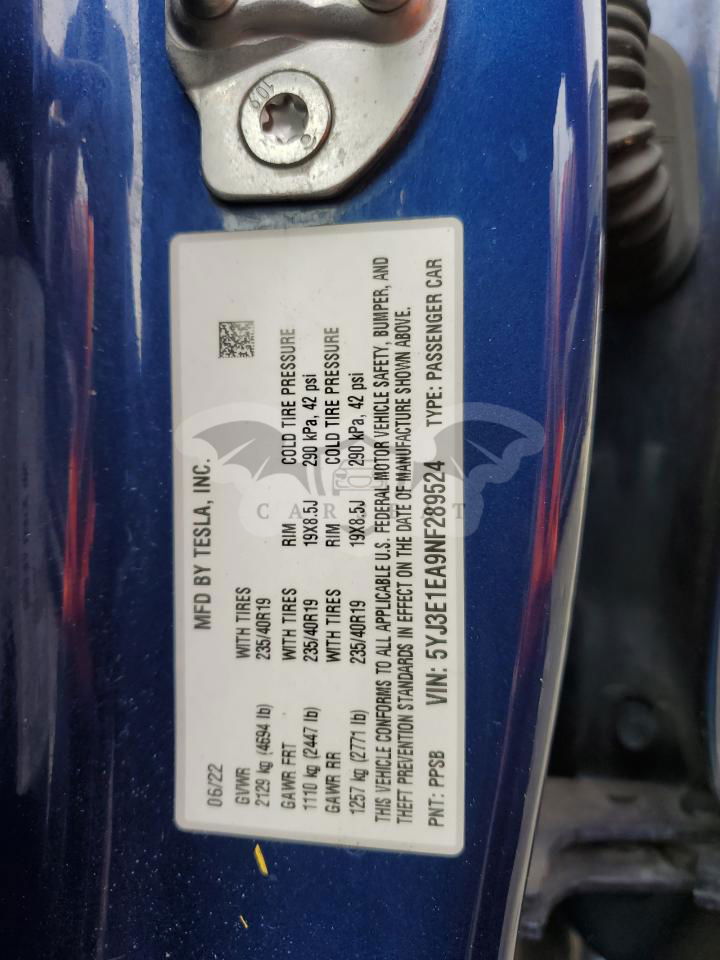 10.9
MFD BY TESLA, INC.
06/22
GVWR WITH TIRES
2129 kg (4694 lb) 235/40R19
GAWR FRT WITH TIRES RIM COLD TIRE PRESSURE
1110 kg (2447 lb) 235/40R19 19X8.5J 290 kPa, 42 psi
GAWR RR WITH TIRES RIM COLD TIRE PRESSURE
1257 kg (2771 lb) 235/40R19 19X8.5J 290 kPa, 42 psi
THIS VEHICLE CONFORMS TO ALL APPLICABLE U.S. FEDERAL MOTOR VEHICLE SAFETY, BUMPER, AND
THEFT PREVENTION STANDARDS IN EFFECT ON THE DATE OF MANUFACTURE SHOWN ABOVE.
PNT: PPSB VIN: 5YJ3E1EA9NF289524 TYPE: PASSENGER CAR